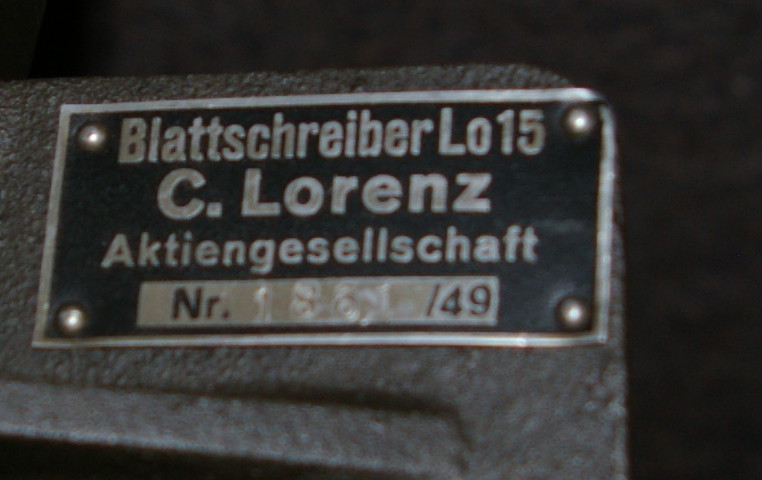 Blattschreiber Lo15
C. Lorenz
Aktiengesellschaft
Nr. /49